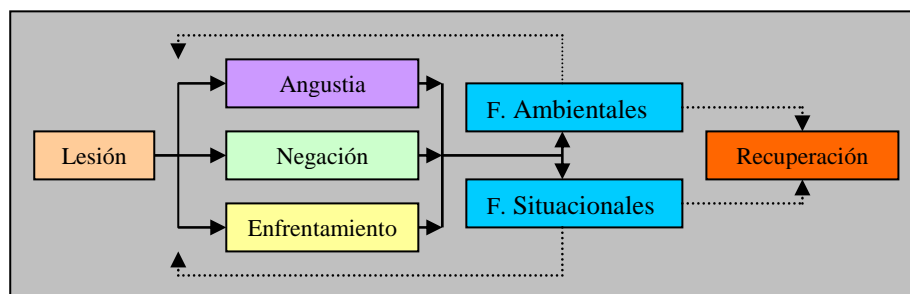 Angustia
F. Ambientales
Lesión
Negación
Recuperación
F. Situacionales
Enfrentamiento